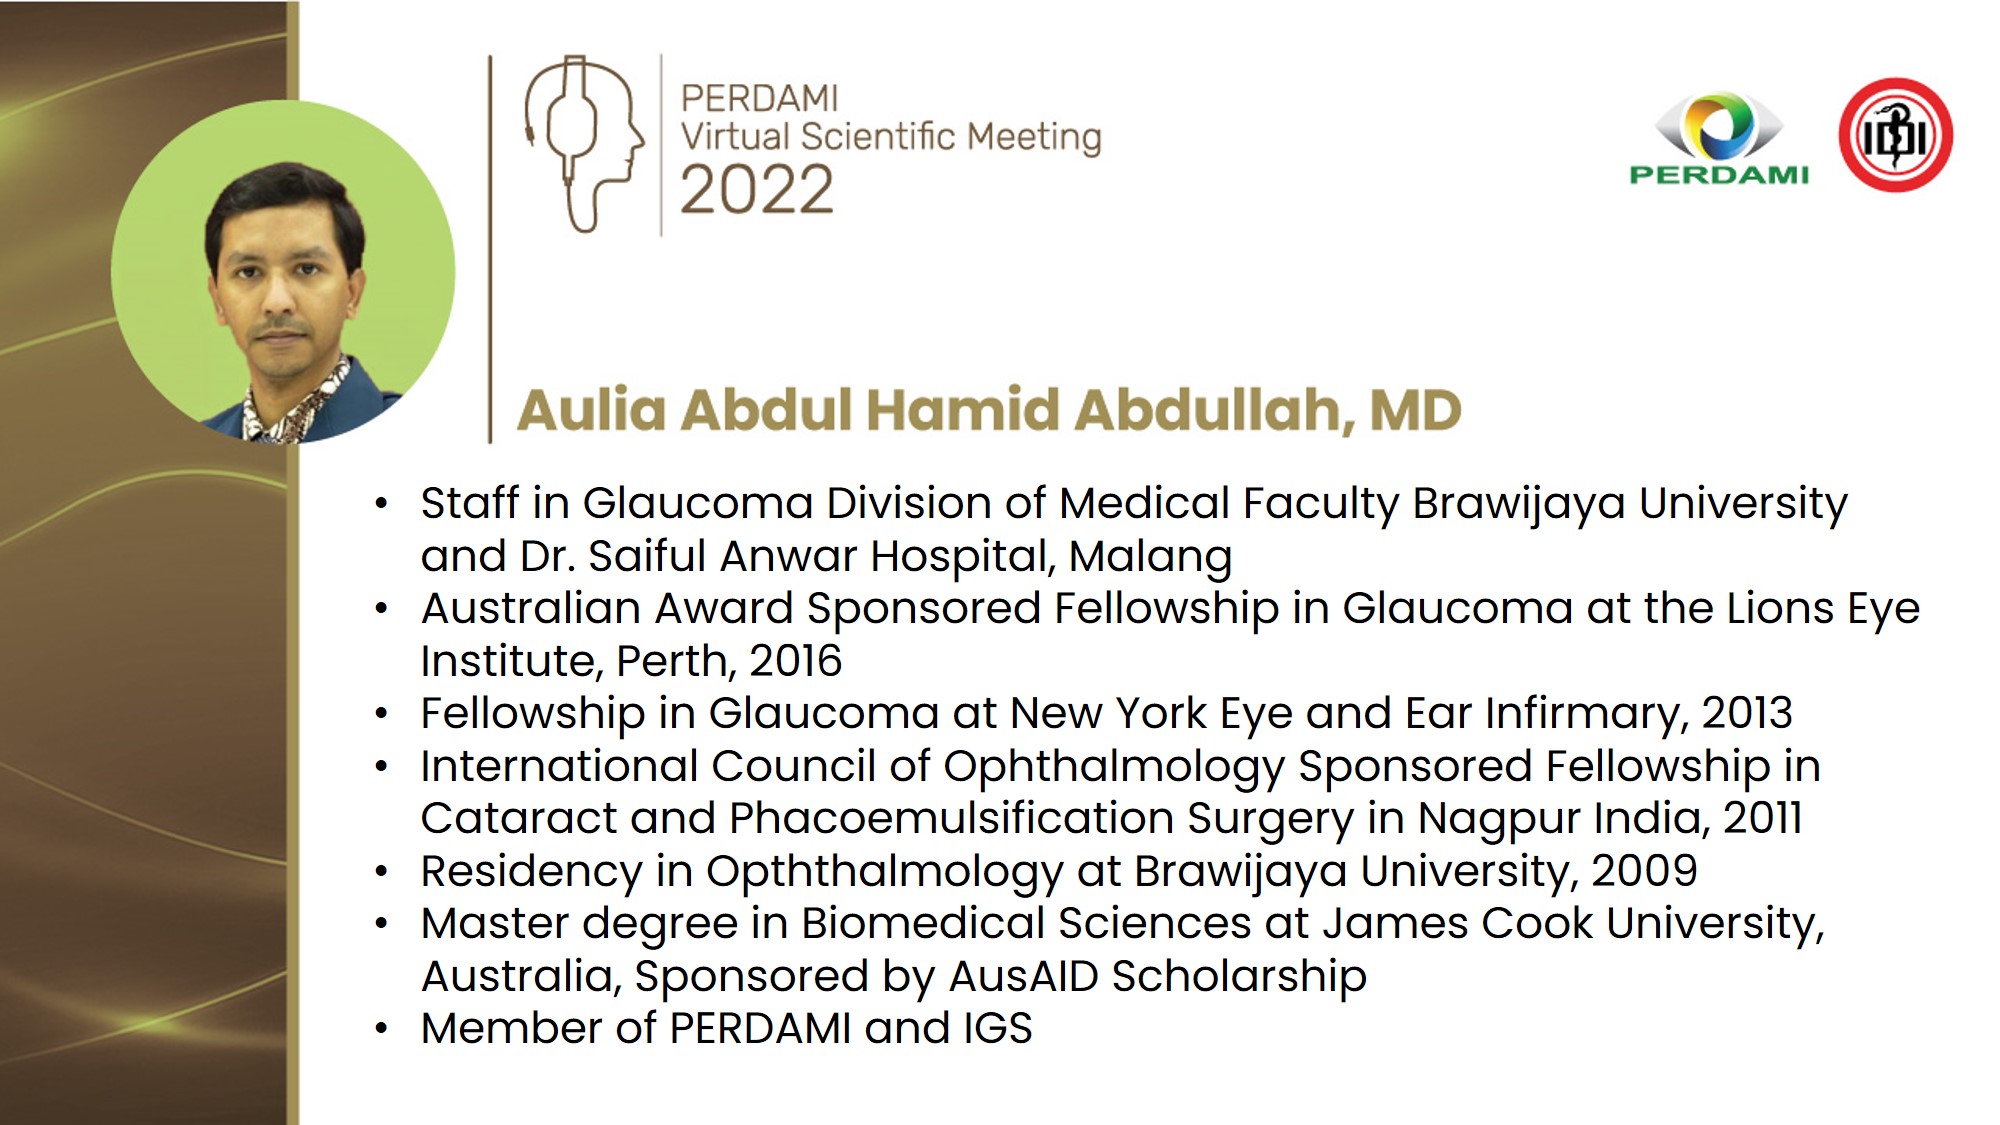 PERDAMI
Virtual Scientific Meeting
2022
PERDAMI
IDI
Aulia Abdul Hamid Abdullah, MD
• Staff in Glaucoma Division of Medical Faculty Brawijaya University
and Dr. Saiful Anwar Hospital, Malang
• Australian Award Sponsored Fellowship in Glaucoma at the Lions Eye
Institute, Perth, 2016
• Fellowship in Glaucoma at New York Eye and Ear Infirmary, 2013
• International Council of Ophthalmology Sponsored Fellowship in
Cataract and Phacoemulsification Surgery in Nagpur India, 2011
• Residency in Opththalmology at Brawijaya University, 2009
• Master degree in Biomedical Sciences at James Cook University,
Australia, Sponsored by AusAID Scholarship
• Member of PERDAMI and IGS